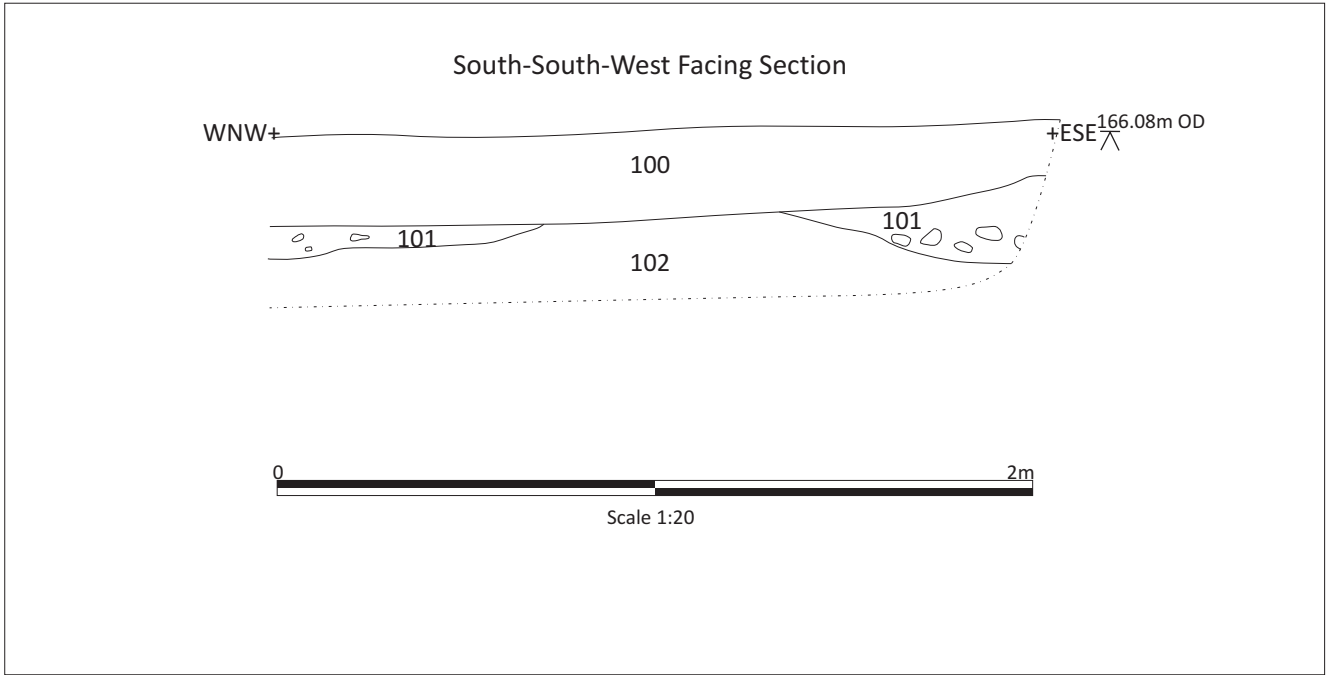 South-South-West Facing Section
WNW+
+ESE
166.08m OD
100
101
101
102
0
2m
Scale 1:20